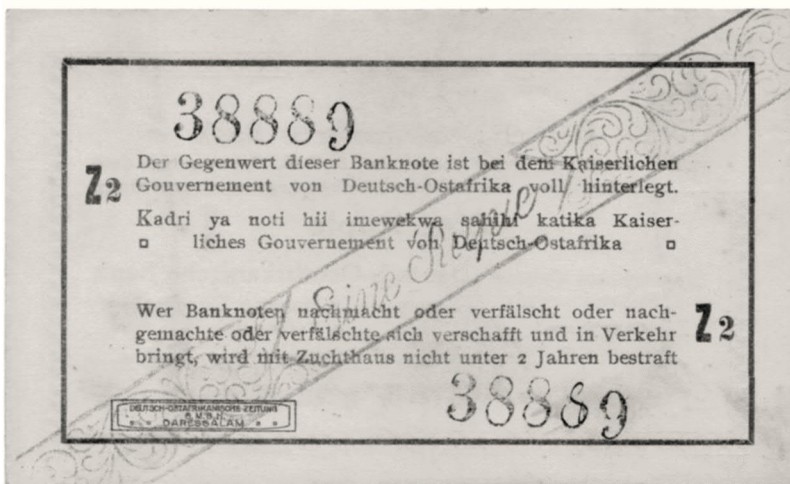 38889
Der Gegenwert dieser Banknote ist bei dem Kaiserlichen
Z2 Gouvernement von Deutsch-Ostafrika voll hinterlegt.
Kadri ya noti hii imewekwa sahihi katika Kaiser-
liches Gouvernement von Deutsch-Ostafrika
Eine Rupie
Wer Banknoten nachmacht oder verfälscht oder nach-
gemachte oder verfälschte sich verschafft und in Verkehr Z2
bringt, wird mit Zuchthaus nicht unter 2 Jahren bestraft
38889
DEUTSCH-OSTAFRIKANISCHE ZEITUNG
G.M.B.H.
DARESSALAM